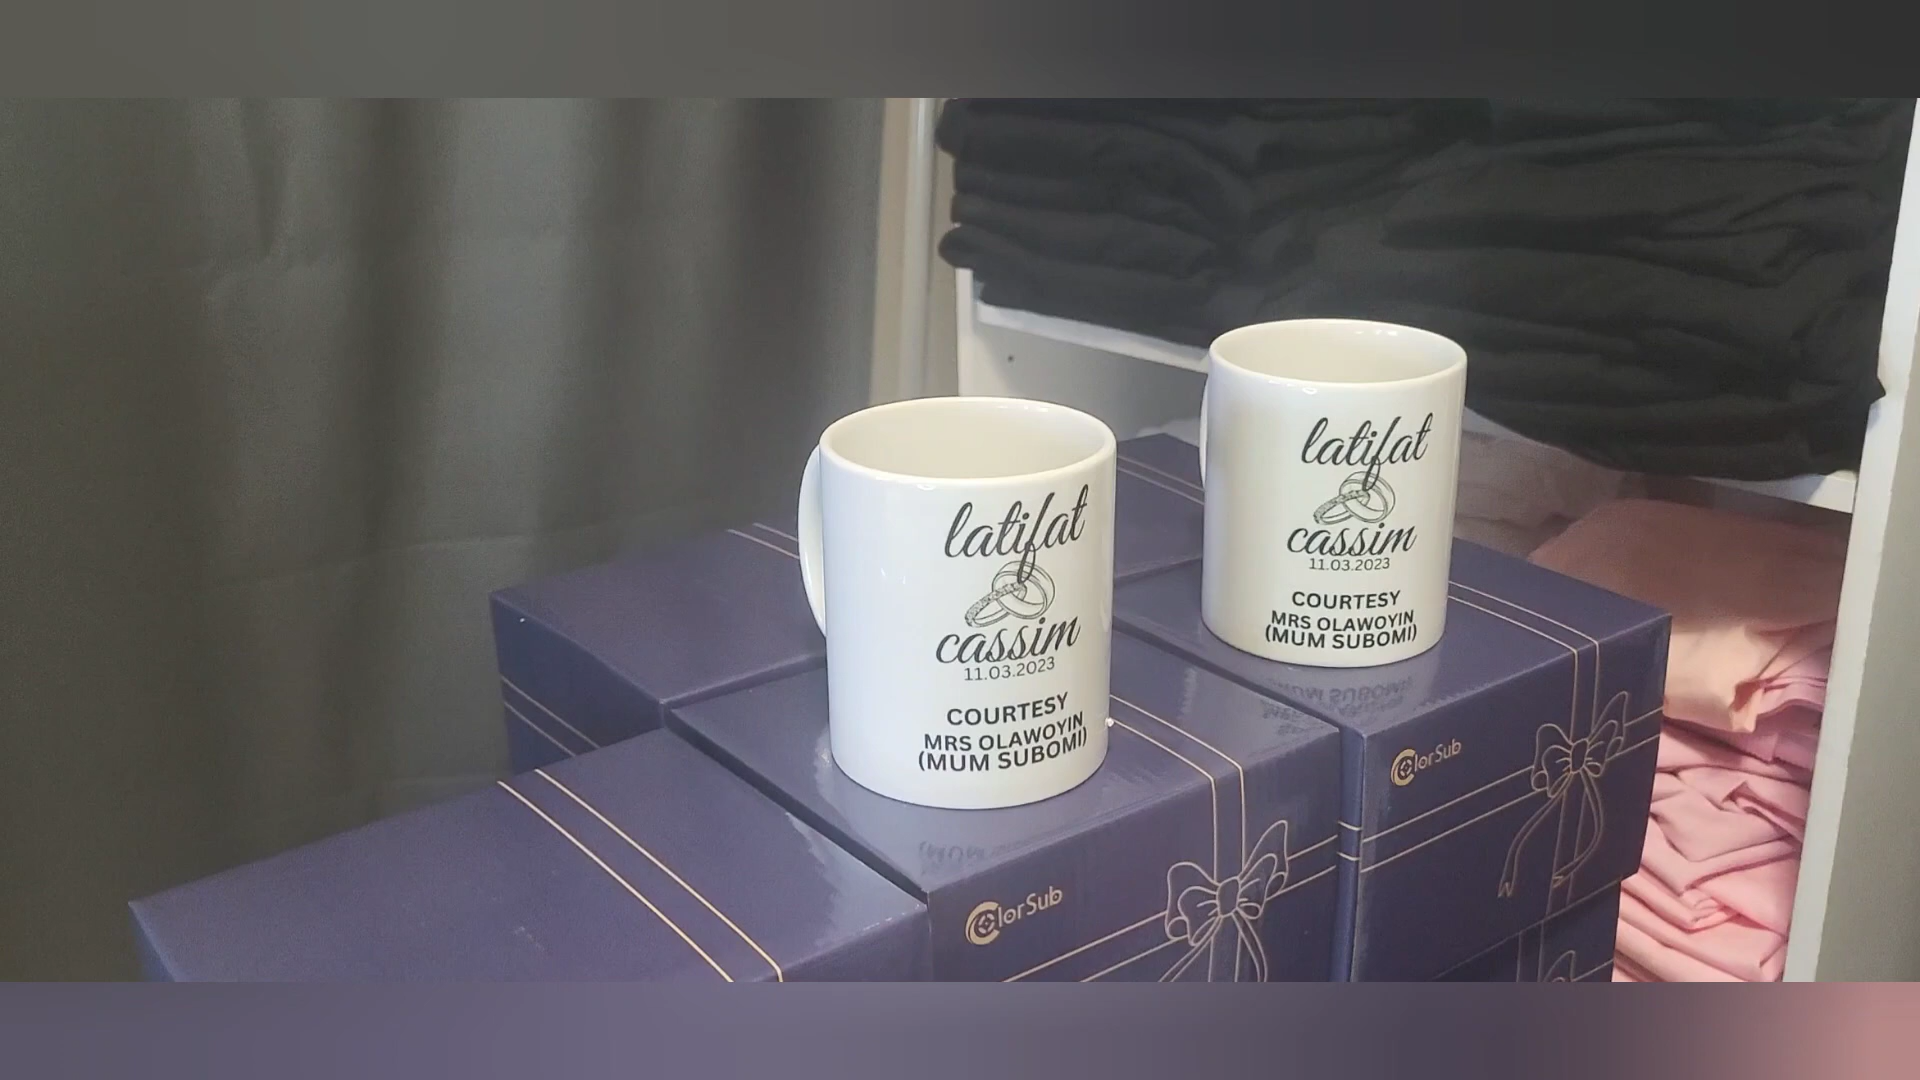 latifat
cassim
11.03.2023
COURTESY
MRS OLAWOYIN
(MUM SUBOMI)
latifat
cassim
11.03.2023
COURTESY
MRS OLAWOYIN
(MUM SUBOMI)
ColorSub
ColorSub